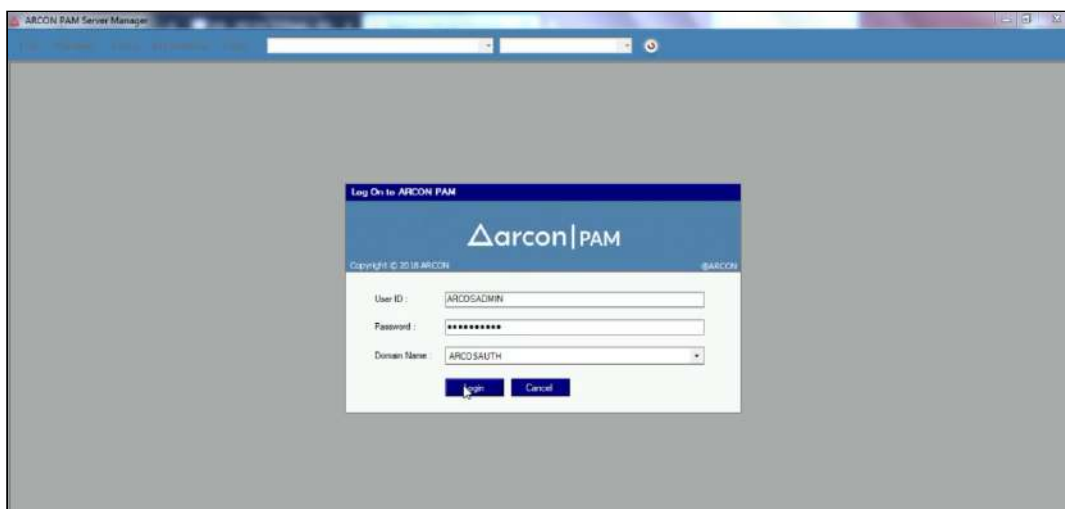 ARCON PAM Server Manager
Log On to ARCON PAM
arcon|PAM
Copyright © 2018 ARCON @ARCON
User ID : ARCOSADMIN
Password : ••••••••••
Domain Name : ARCOSAUTH
Login Cancel